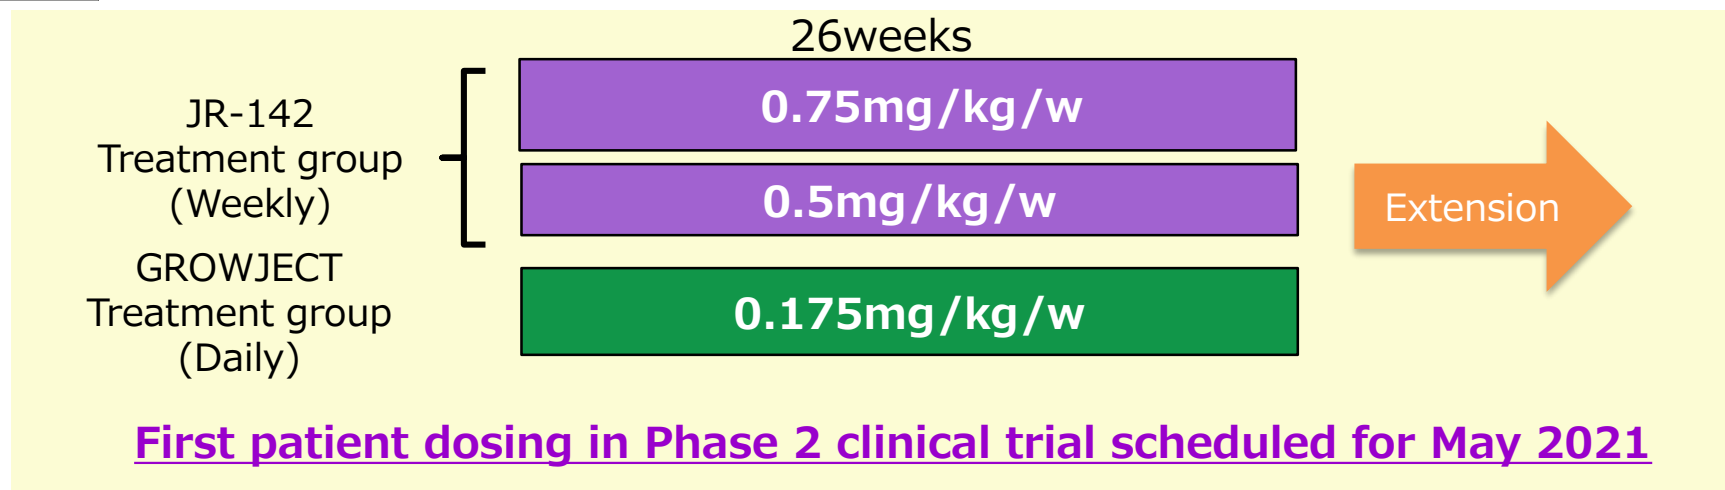 26weeks
JR-142
Treatment group
(Weekly)
0.75mg/kg/w
0.5mg/kg/w
Extension
GROWJECT
Treatment group
(Daily)
0.175mg/kg/w
First patient dosing in Phase 2 clinical trial scheduled for May 2021